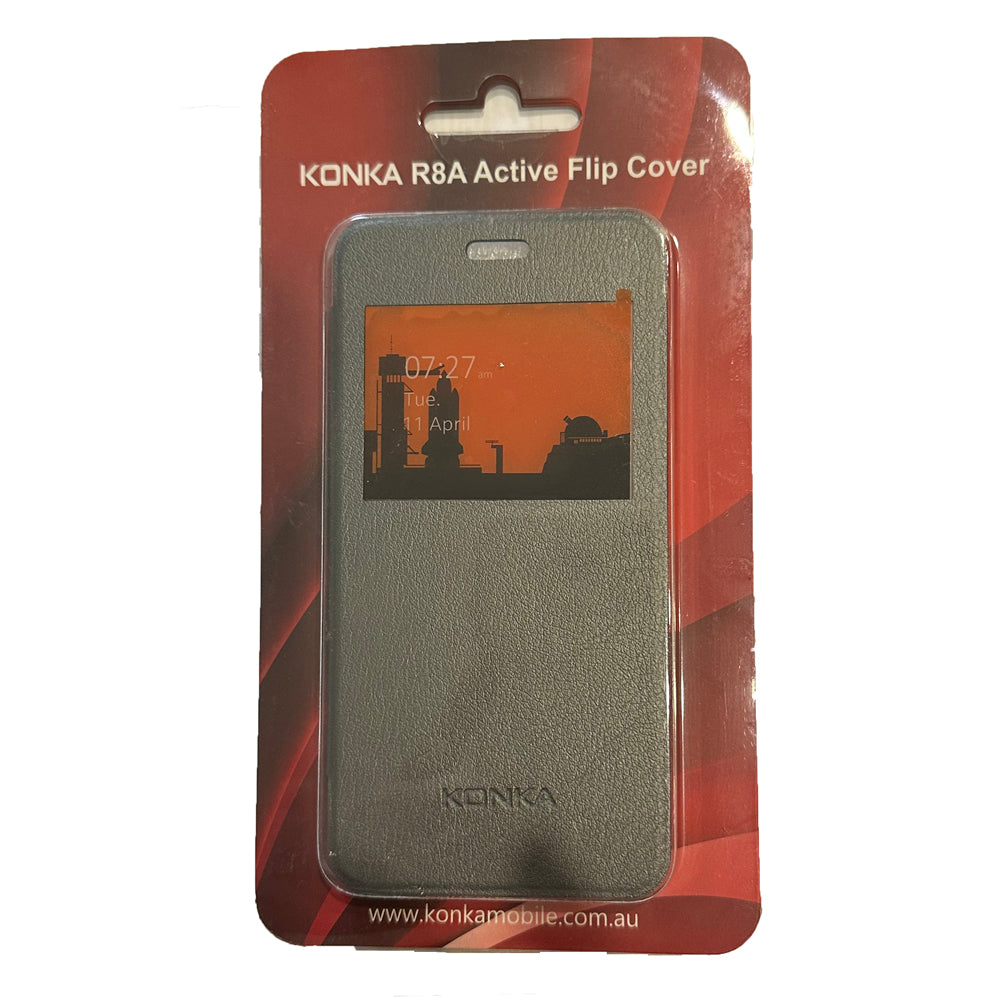 KONKA R8A Active Flip Cover
07:27 am
Tue.
11 April
KONKA
www.konkamobile.com.au